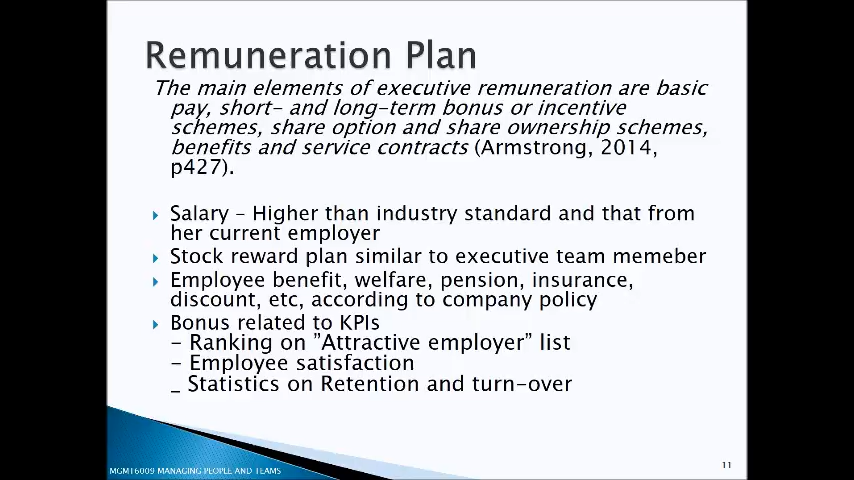 Remuneration Plan
The main elements of executive remuneration are basic
pay, short- and long-term bonus or incentive
schemes, share option and share ownership schemes,
benefits and service contracts (Armstrong, 2014,
p427).
Salary – Higher than industry standard and that from
her current employer
Stock reward plan similar to executive team memeber
Employee benefit, welfare, pension, insurance,
discount, etc, according to company policy
Bonus related to KPIs
- Ranking on ”Attractive employer” list
- Employee satisfaction
_ Statistics on Retention and turn-over
MGMT6009 MANAGING PEOPLE AND TEAMS
11